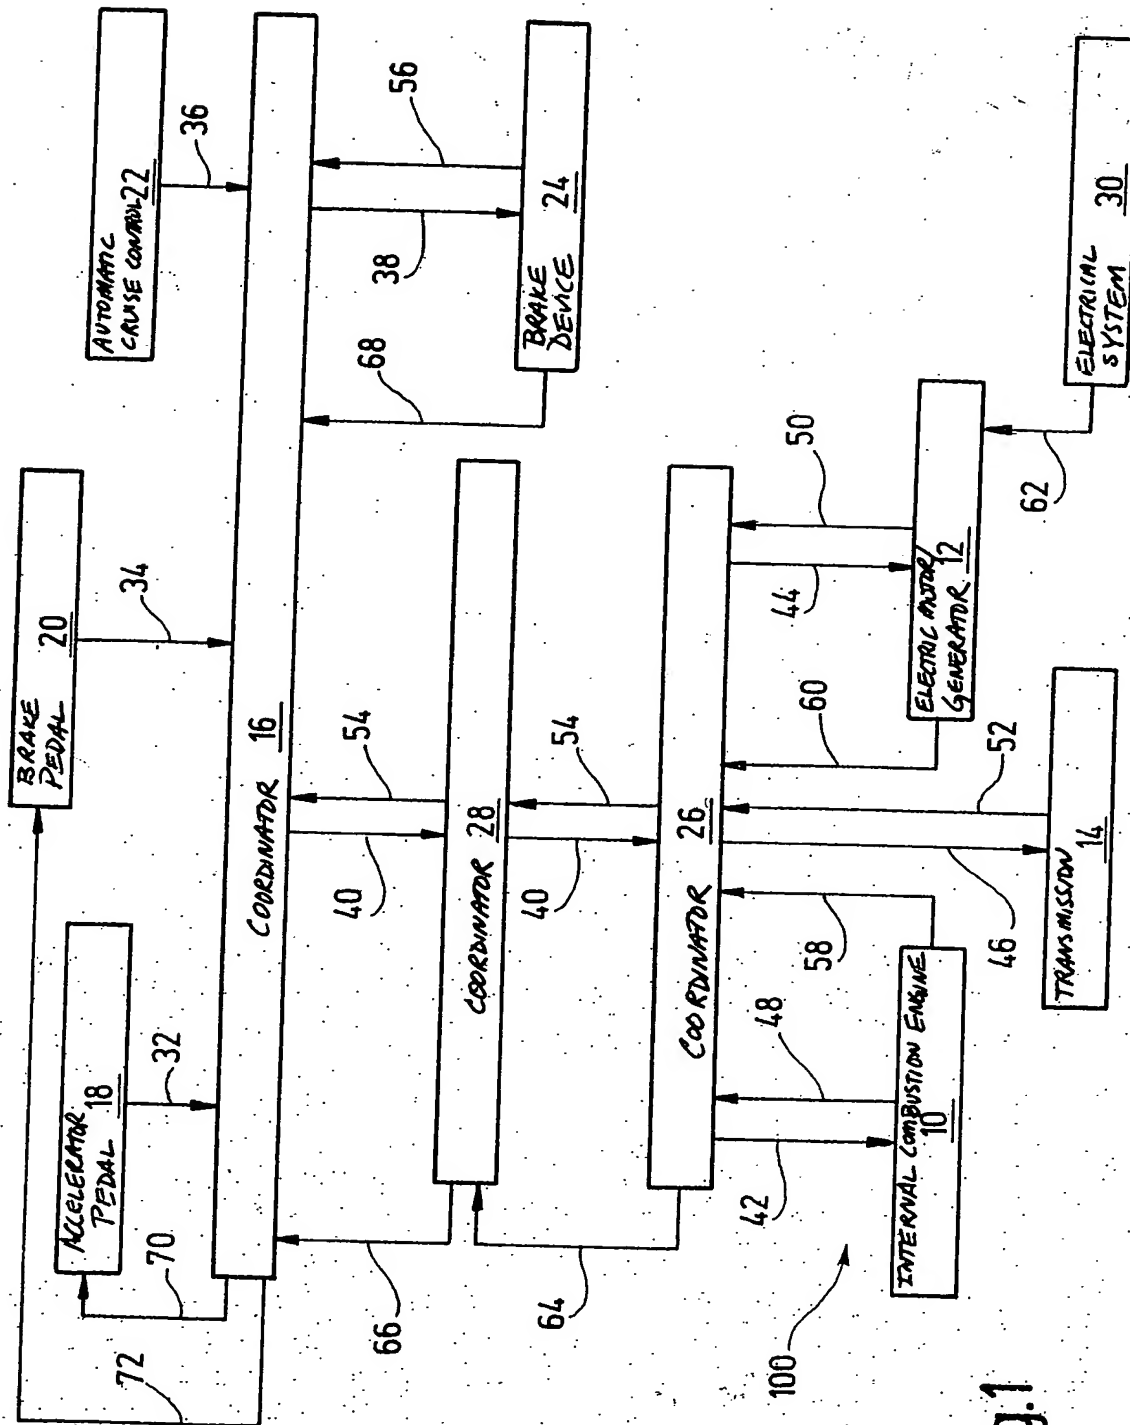 72
70
ACCELERATOR
PEDAL 18
32
BRAKE
PEDAL 20
34
AUTOMATIC
CRUISE CONTROL 22
36
COORDINATOR 16
66
40
54
68
38
56
BRAKE
DEVICE 24
COORDINATOR 28
64
40
54
COORDINATOR 26
42
48
58
46
52
60
44
50
INTERNAL COMBUSTION ENGINE
10
TRANSMISSION
14
ELECTRIC MOTOR/
GENERATOR 12
62
ELECTRICAL
SYSTEM 30
100
g.1